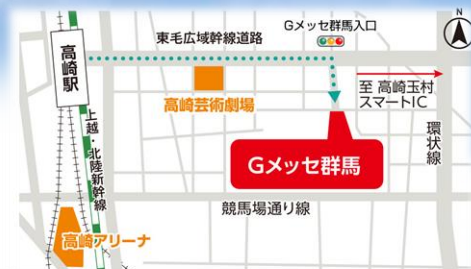 Gメッセ群馬入口
東毛広域幹線道路
高崎駅
高崎芸術劇場
至 高崎玉村
スマートIC
上越・北陸新幹線
環状線
Gメッセ群馬
競馬場通り線
高崎アリーナ
N